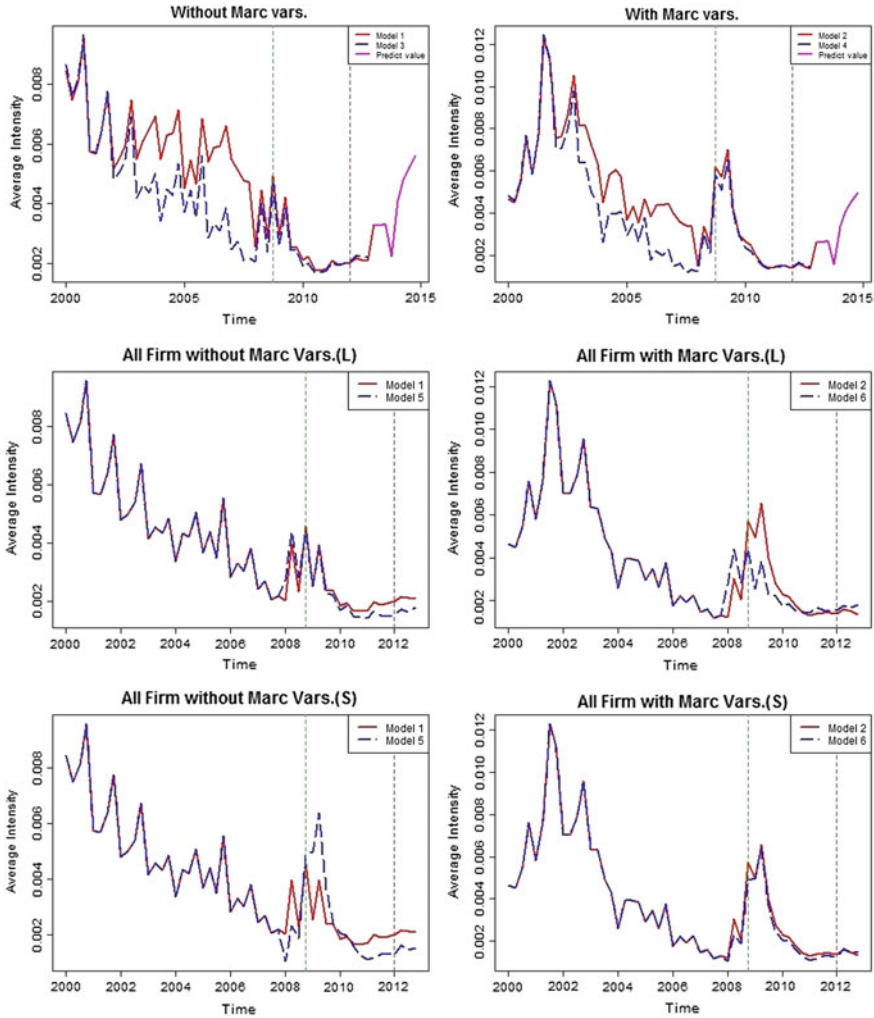 Without Marc vars.
Model 1
Model 3
Predict value
Average Intensity
0.002 0.004 0.006 0.008
2000 2005 2010 2015
Time
With Marc vars.
Model 2
Model 4
Predict value
Average Intensity
0.002 0.004 0.006 0.008 0.010 0.012
2000 2005 2010 2015
Time
All Firm without Marc Vars.(L)
Model 1
Model 5
Average Intensity
0.002 0.004 0.006 0.008
2000 2002 2004 2006 2008 2010 2012
Time
All Firm with Marc Vars.(L)
Model 2
Model 6
Average Intensity
0.002 0.004 0.006 0.008 0.010 0.012
2000 2002 2004 2006 2008 2010 2012
Time
All Firm without Marc Vars.(S)
Model 1
Model 5
Average Intensity
0.002 0.004 0.006 0.008
2000 2002 2004 2006 2008 2010 2012
Time
All Firm with Marc Vars.(S)
Model 2
Model 6
Average Intensity
0.002 0.004 0.006 0.008 0.010 0.012
2000 2002 2004 2006 2008 2010 2012
Time